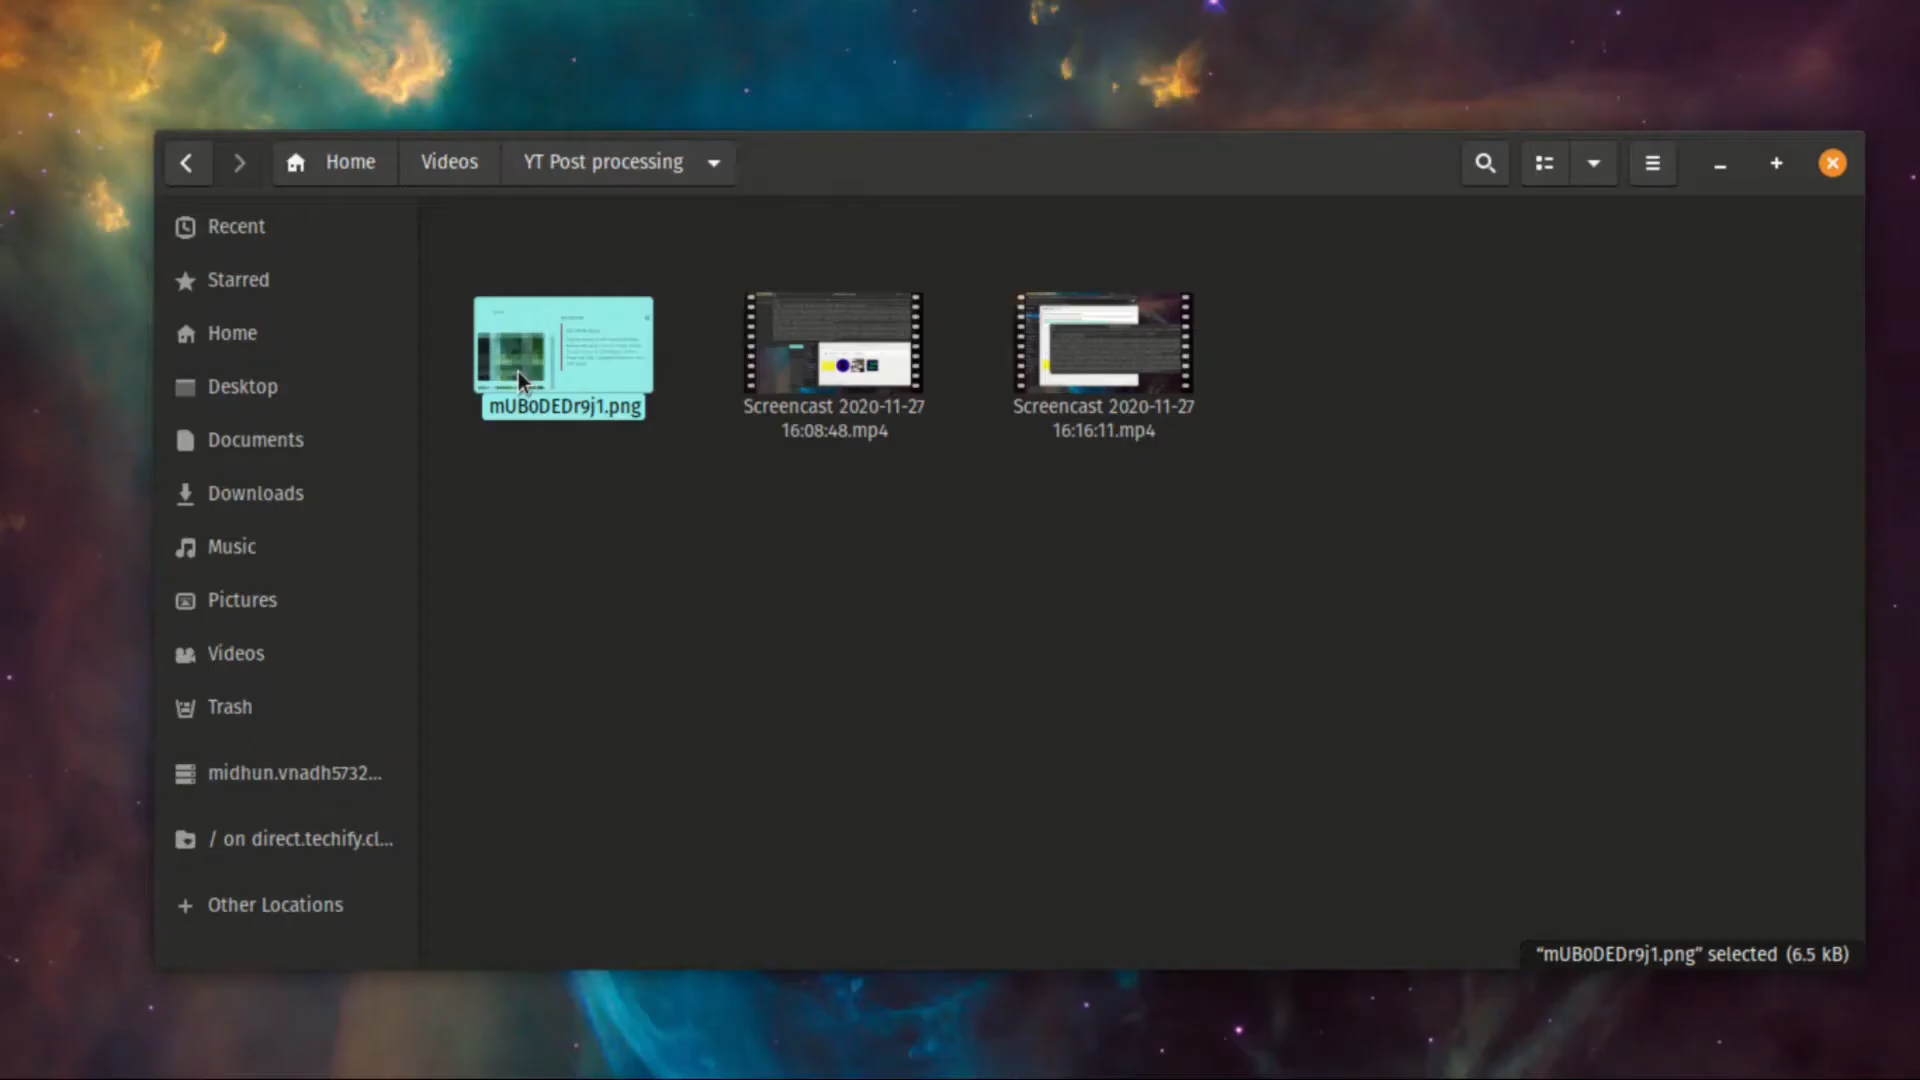 Home Videos YT Post processing
Recent
Starred
Home
Desktop
Documents
Downloads
Music
Pictures
Videos
Trash
midhun.vnadh5732...
/ on direct.techify.cl...
Other Locations
mUBoDEDr9j1.png
Screencast 2020-11-27
16:08:48.mp4
Screencast 2020-11-27
16:16:11.mp4
“mUBoDEDr9j1.png” selected (6.5 kB)